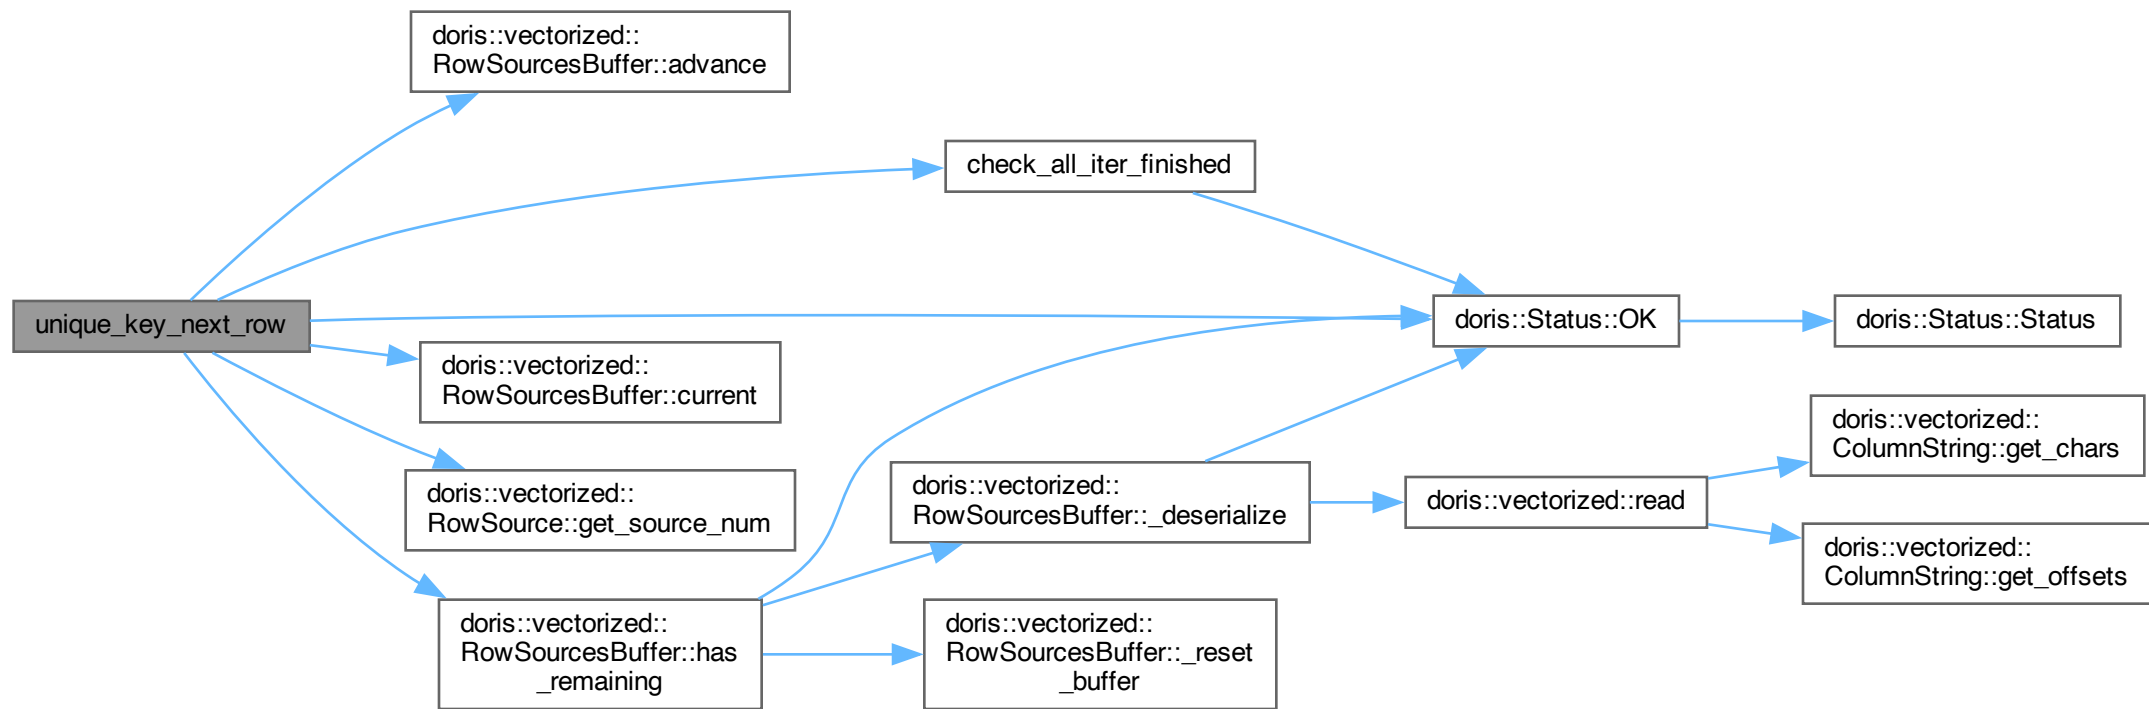 doris::vectorized::
RowSourcesBuffer::advance
check_all_iter_finished
unique_key_next_row
doris::Status::OK
doris::Status::Status
doris::vectorized::
RowSourcesBuffer::current
doris::vectorized::
ColumnString::get_chars
doris::vectorized::
RowSource::get_source_num
doris::vectorized::
RowSourcesBuffer::_deserialize
doris::vectorized::read
doris::vectorized::
ColumnString::get_offsets
doris::vectorized::
RowSourcesBuffer::has
_remaining
doris::vectorized::
RowSourcesBuffer::_reset
_buffer